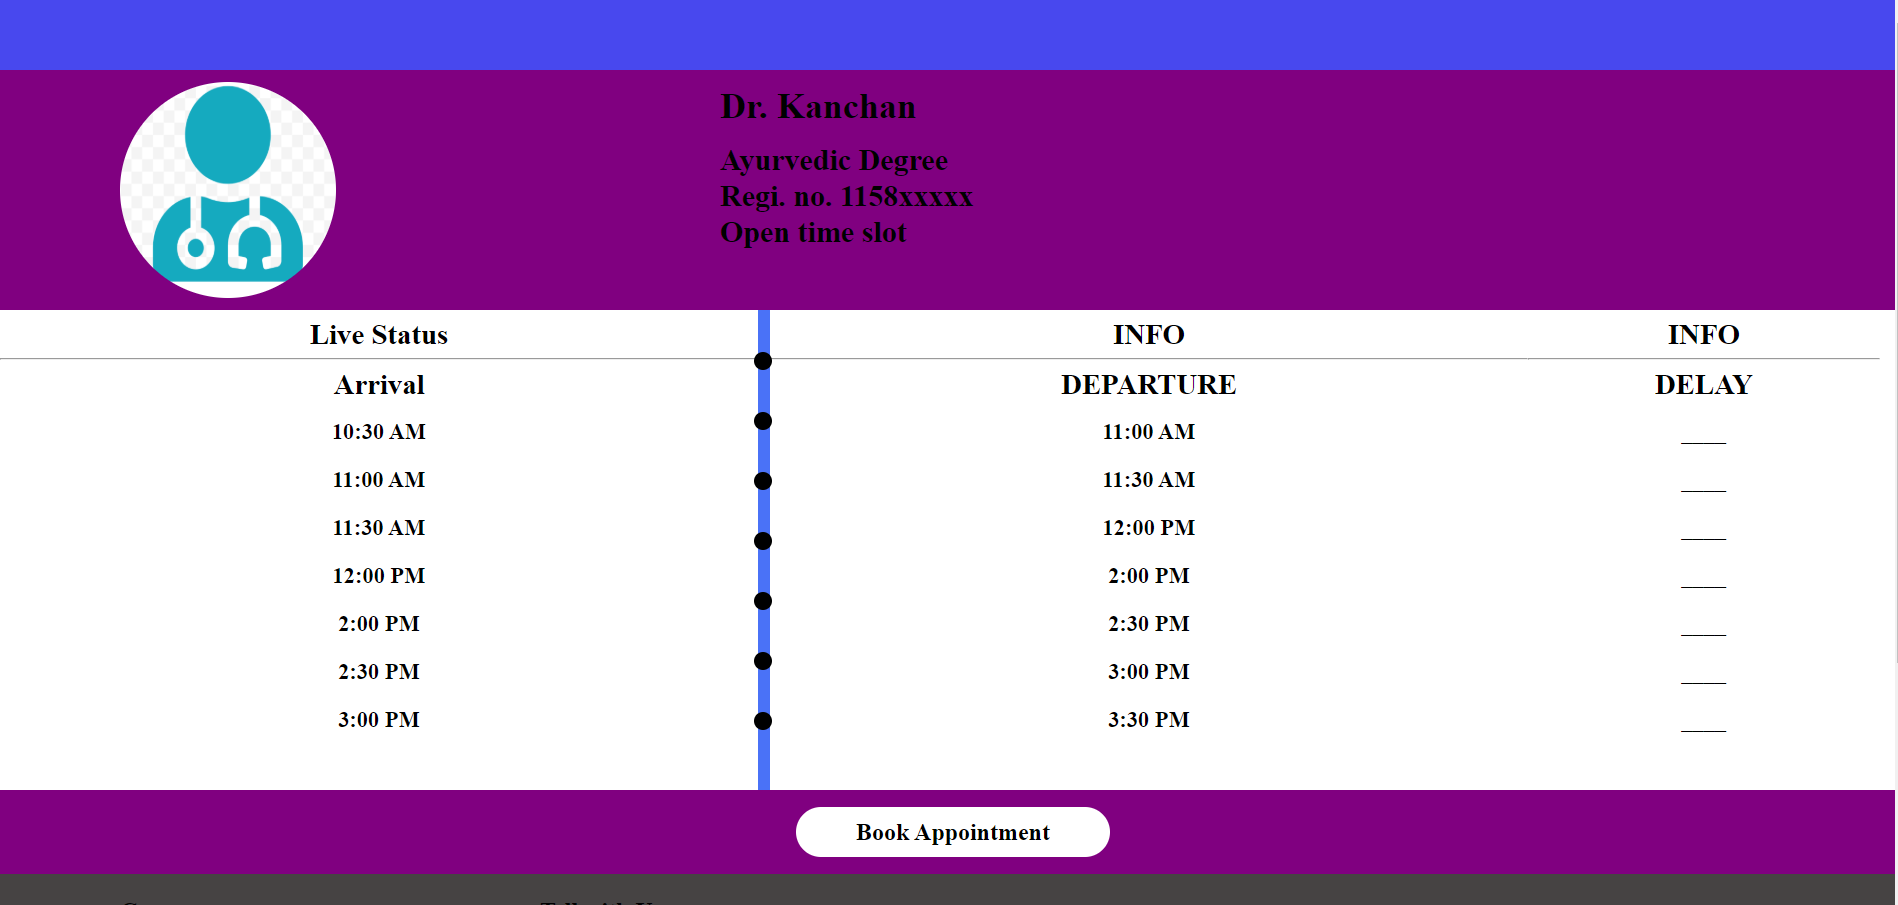 Dr. Kanchan
Ayurvedic Degree
Regi. no. 1158xxxxx
Open time slot
Live Status INFO INFO
Arrival DEPARTURE DELAY
10:30 AM 11:00 AM ____
11:00 AM 11:30 AM ____
11:30 AM 12:00 PM ____
12:00 PM 2:00 PM ____
2:00 PM 2:30 PM ____
2:30 PM 3:00 PM ____
3:00 PM 3:30 PM ____
Book Appointment